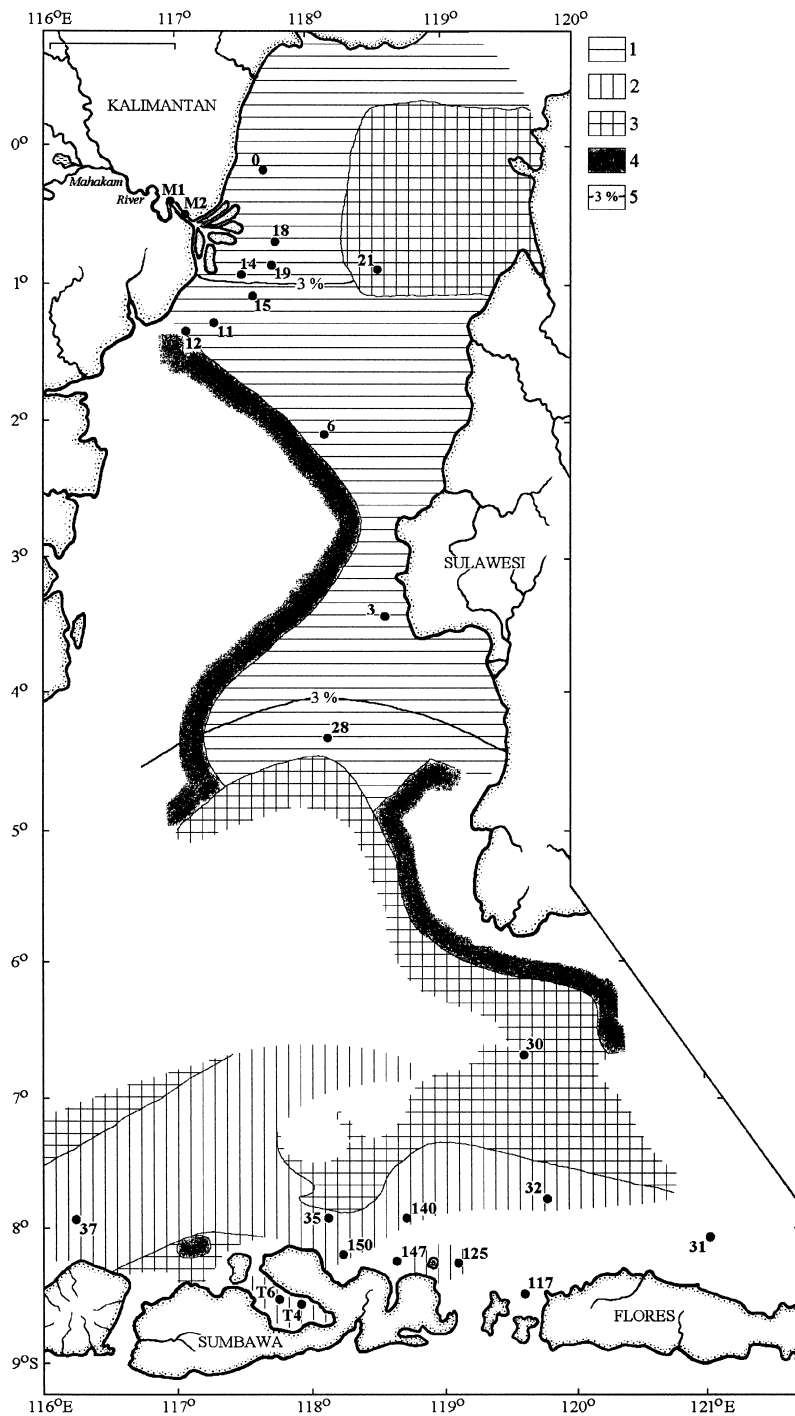 116°E 117° 118° 119° 120°
1
2
3
4
3 % 5
KALIMANTAN
0°
0
Mahakam
River
M1
M2
18
14
19
21
1°
3 %
15
11
12
2°
6
3°
SULAWESI
3
4°
3 %
28
5°
6°
30
7°
32
37
35
140
8°
150
147
125
31
T6
T4
117
FLORES
SUMBAWA
9°S
116°E 117° 118° 119° 120° 121°E